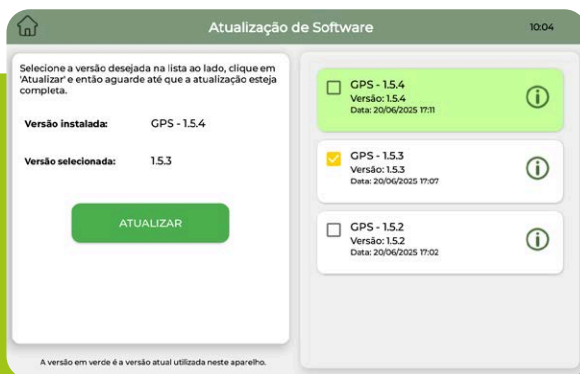 Atualização de Software
10:04
Selecione a versão desejada na lista ao lado, clique em
'Atualizar' e então aguarde até que a atualização esteja
completa.
Versão instalada: GPS - 1.5.4
Versão selecionada: 1.5.3
ATUALIZAR
A versão em verde é a versão atual utilizada neste aparelho.
GPS - 1.5.4
Versão: 1.5.4
Data: 20/06/2025 17:11
GPS - 1.5.3
Versão: 1.5.3
Data: 20/06/2025 17:07
GPS - 1.5.2
Versão: 1.5.2
Data: 20/06/2025 17:02